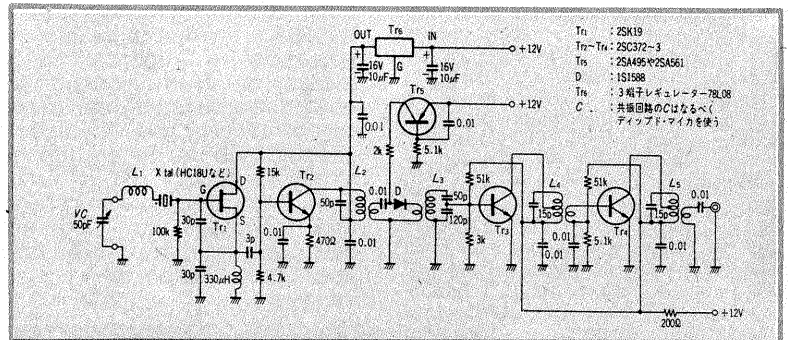 OUT Tr₆ IN
G
+12V
16V
10μF
16V
10μF
Tr₁ : 2SK19
Tr₂~Tr₄ : 2SC372~3
Tr₅ : 2SA495や2SA561
D : 1S1588
Tr₆ : 3端子レギュレーター78L08
C : 共振回路のCはなるべく
ディップド・マイカを使う
Tr₅
+12V
0.01
0.01
2k
5.1k
L₁
X tal (HC18Uなど)
G
D
S
Tr₁
VC
50pF
100k
30p
30p
330μH
3p
15k
4.7k
Tr₂
0.01
470Ω
L₂
50p
0.01
0.01
D
L₃
50p
120p
51k
3k
Tr₃
L₄
15p
0.01
0.01
51k
5.1k
Tr₄
L₅
15p
0.01
0.01
200Ω
+12V